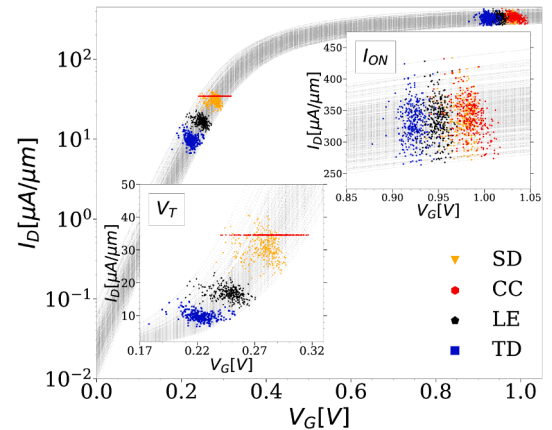 I_D[μA/μm]
10²
10¹
10⁰
10⁻¹
10⁻²
0.0 0.2 0.4 0.6 0.8 1.0
V_G[V]
I_ON
I_D[μA/μm]
450
400
350
300
250
0.85 0.90 0.95 1.00 1.05
V_G[V]
V_T
I_D[μA/μm]
50
40
30
20
10
0.17 0.22 0.27 0.32
V_G[V]
SD
CC
LE
TD